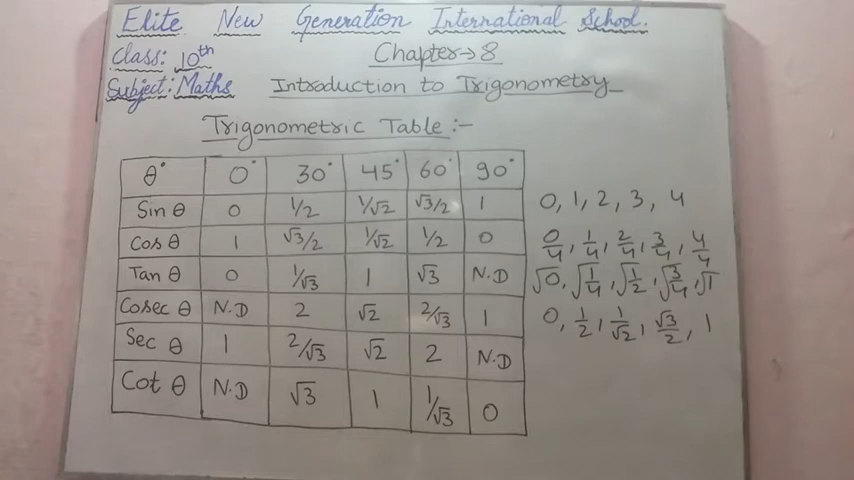 Elite New Generation International School.
Class: 10th Chapter→8
Subject: Maths Introduction to Trigonometry
Trigonometric Table :-
θ° 0° 30° 45° 60° 90°
Sin θ 0 1/2 1/√2 √3/2 1
Cos θ 1 √3/2 1/√2 1/2 0
Tan θ 0 1/√3 1 √3 N.D
Cosec θ N.D 2 √2 2/√3 1
Sec θ 1 2/√3 √2 2 N.D
Cot θ N.D √3 1 1/√3 0
0, 1, 2, 3, 4
0/4, 1/4, 2/4, 3/4, 4/4
√0, √1/4, √1/2, √3/4, √1
0, 1/2, 1/√2, √3/2, 1